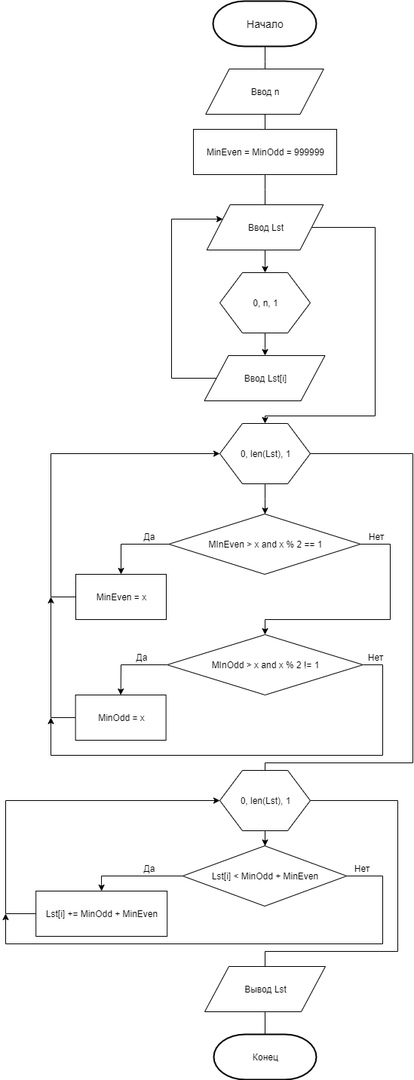 Начало
Ввод n
MinEven = MinOdd = 999999
Ввод Lst
0, n, 1
Ввод Lst[i]
0, len(Lst), 1
MInEven > x and x % 2 == 1
Да
Нет
MinEven = x
MInOdd > x and x % 2 != 1
Да
Нет
MinOdd = x
0, len(Lst), 1
Lst[i] < MinOdd + MinEven
Да
Нет
Lst[i] += MinOdd + MinEven
Вывод Lst
Конец